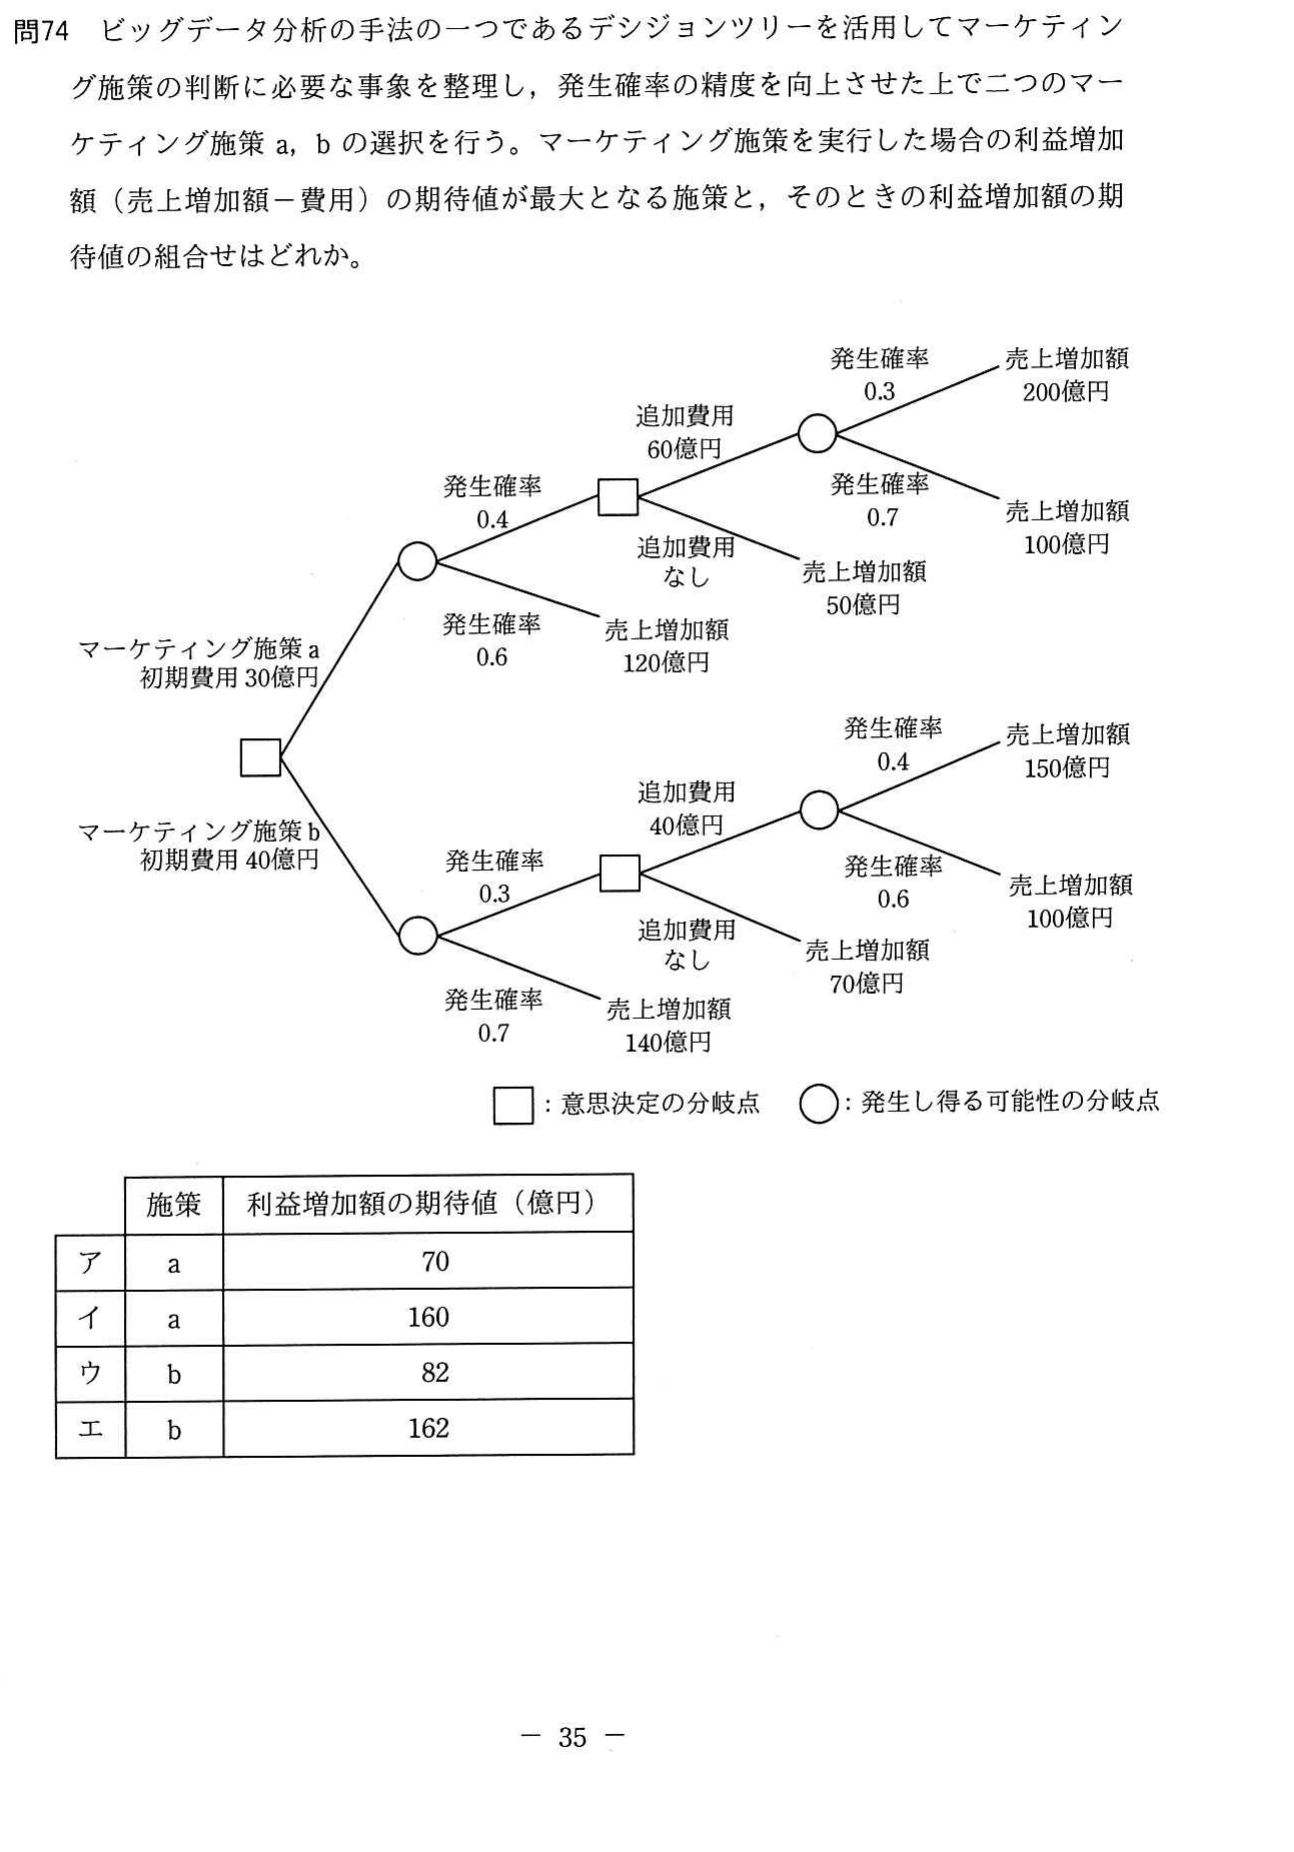 問74 ビッグデータ分析の手法の一つであるデシジョンツリーを活用してマーケティン
グ施策の判断に必要な事象を整理し，発生確率の精度を向上させた上で二つのマー
ケティング施策 a，b の選択を行う。マーケティング施策を実行した場合の利益増加
額（売上増加額－費用）の期待値が最大となる施策と，そのときの利益増加額の期
待値の組合せはどれか。
発生確率
0.3
売上増加額
200億円
追加費用
60億円
発生確率
0.7
売上増加額
100億円
発生確率
0.4
追加費用
なし
売上増加額
50億円
発生確率
0.6
売上増加額
120億円
マーケティング施策 a
初期費用 30億円
発生確率
0.4
売上増加額
150億円
追加費用
40億円
マーケティング施策 b
初期費用 40億円
発生確率
0.3
発生確率
0.6
売上増加額
100億円
追加費用
なし
売上増加額
70億円
発生確率
0.7
売上増加額
140億円
：意思決定の分岐点 ：発生し得る可能性の分岐点
施策 利益増加額の期待値（億円）
ア a 70
イ a 160
ウ b 82
エ b 162
－ 35 －